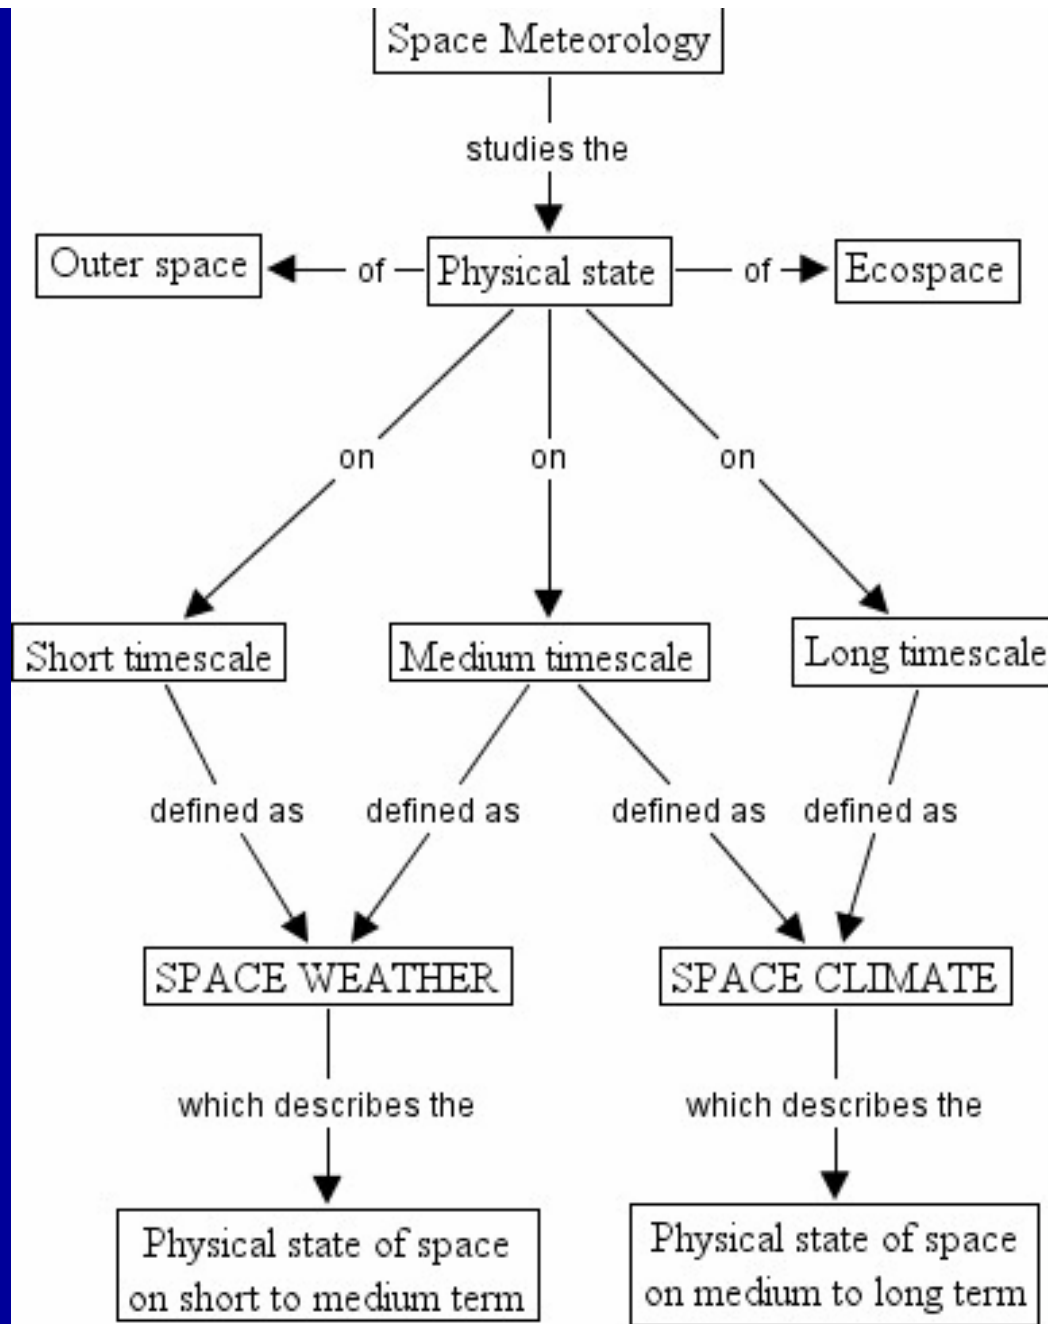 Space Meteorology
studies the
Outer space
of
Physical state
of
Ecospace
on
on
on
Short timescale
Medium timescale
Long timescale
defined as
defined as
defined as
defined as
SPACE WEATHER
SPACE CLIMATE
which describes the
which describes the
Physical state of space
on short to medium term
Physical state of space
on medium to long term